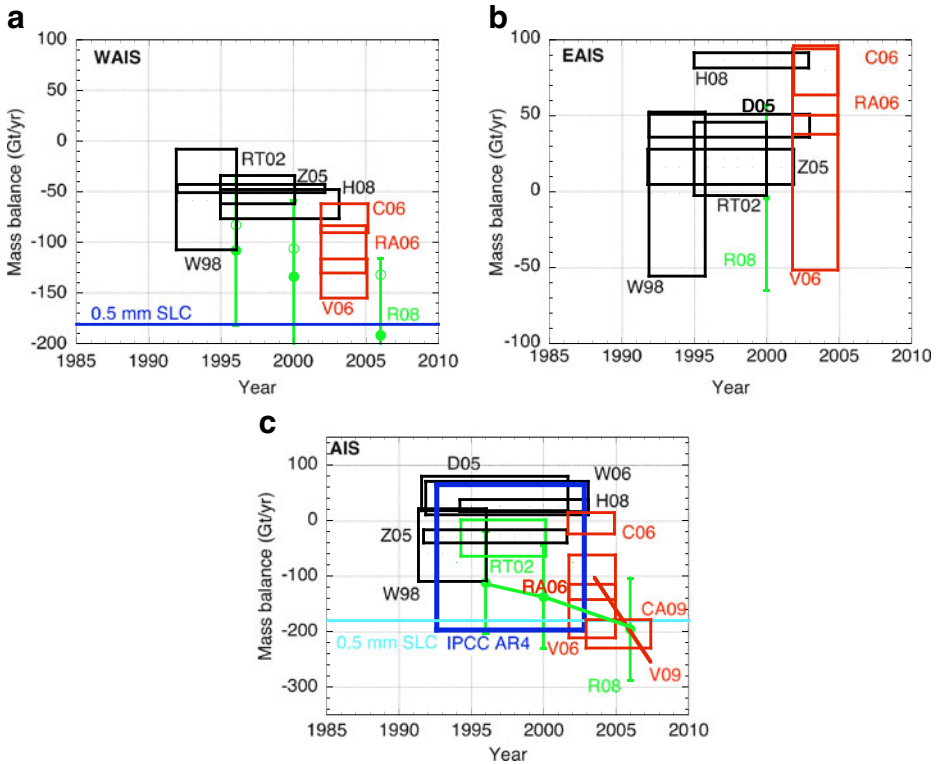 a
WAIS
100
50
0
-50
-100
-150
-200
Mass balance (Gt/yr)
1985 1990 1995 2000 2005 2010
Year
RT02
Z05
H08
C06
RA06
W98
V06
0.5 mm SLC
R08
b
EAIS
100
50
0
-50
-100
Mass balance (Gt/yr)
1985 1990 1995 2000 2005 2010
Year
C06
H08
RA06
D05
Z05
RT02
R08
W98
V06
c
AIS
100
0
-100
-200
-300
Mass balance (Gt/yr)
1985 1990 1995 2000 2005 2010
Year
D05
W06
H08
Z05
C06
RT02
W98
RA06
CA09
0.5 mm SLC
IPCC AR4
V06
V09
R08